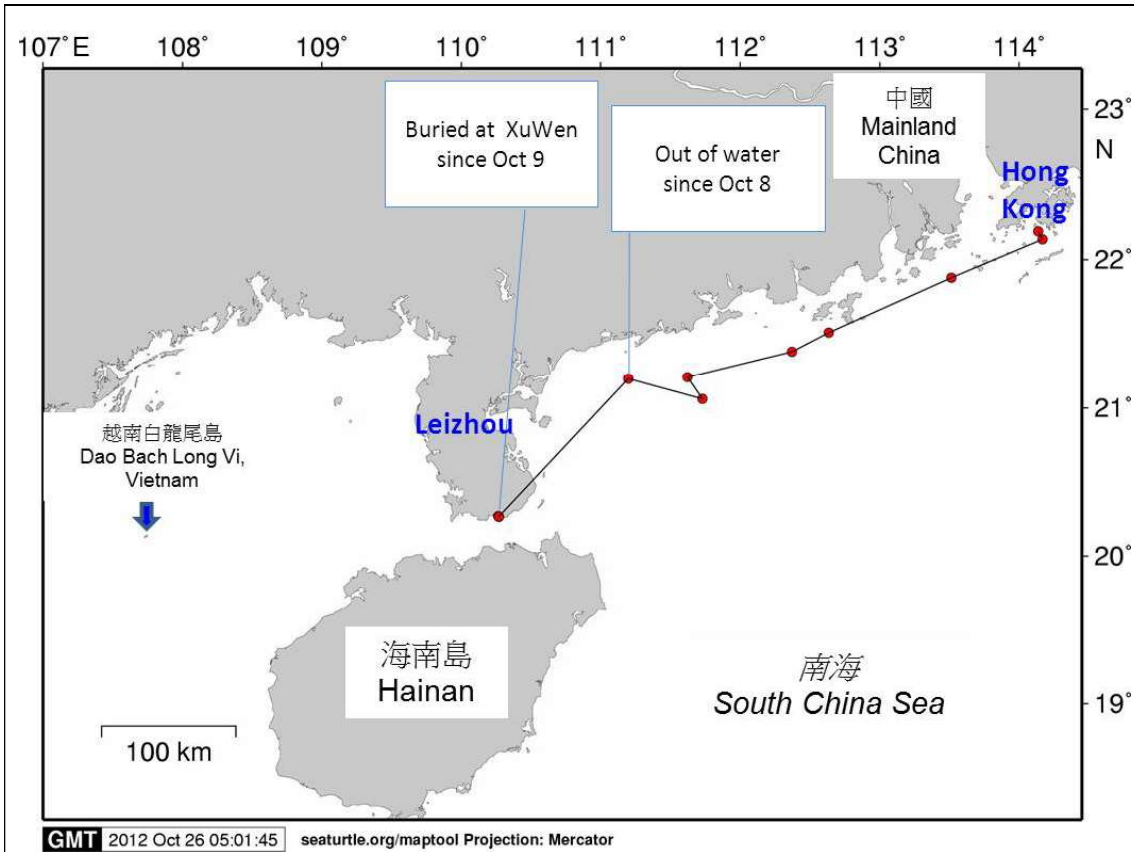 107°E 108° 109° 110° 111° 112° 113° 114°
23°
N
22°
21°
20°
19°
Buried at XuWen
since Oct 9
Out of water
since Oct 8
中國
Mainland
China
Hong
Kong
Leizhou
越南白龍尾島
Dao Bach Long Vi,
Vietnam
海南島
Hainan
南海
South China Sea
100 km
GMT 2012 Oct 26 05:01:45 seaturtle.org/maptool Projection: Mercator